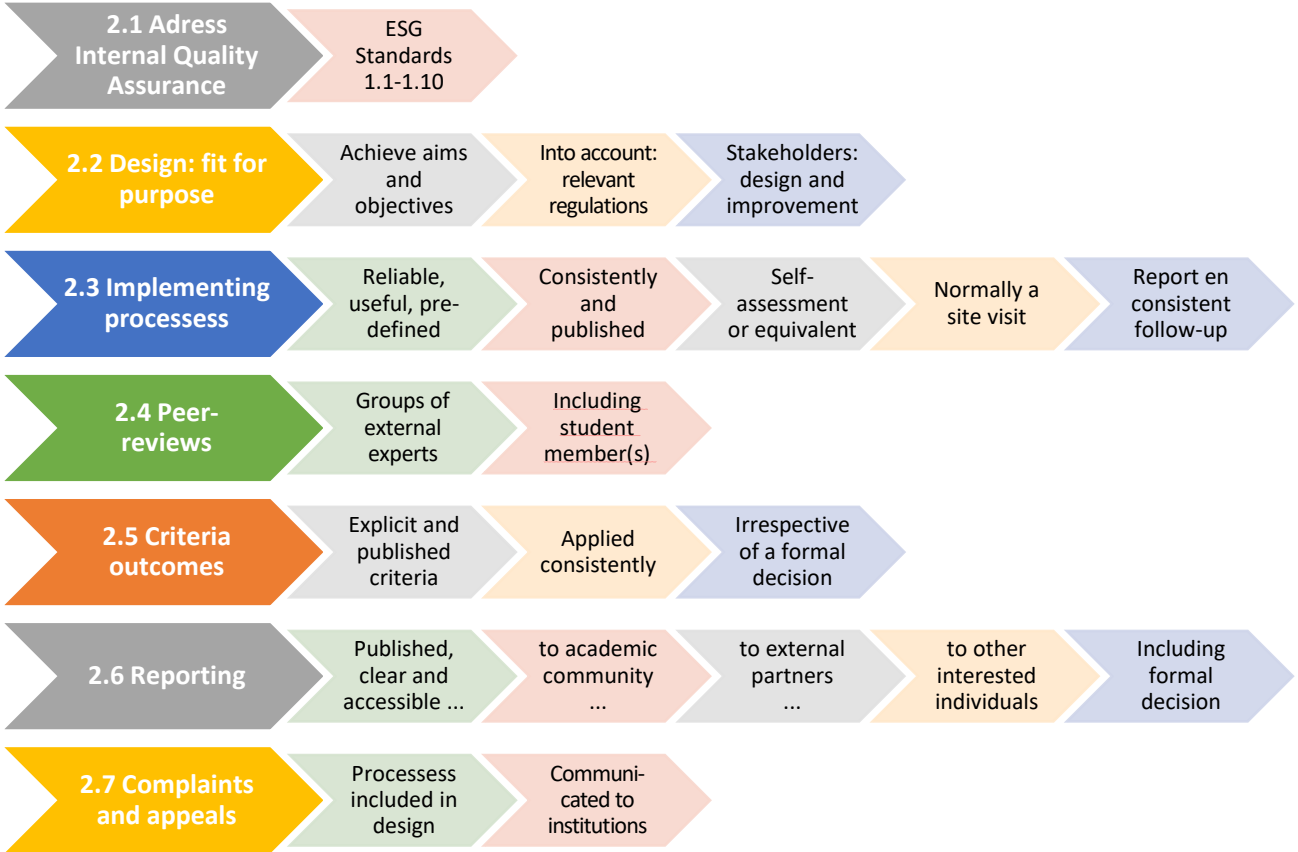 2.1 Adress
Internal Quality
Assurance
ESG
Standards
1.1-1.10
2.2 Design: fit for
purpose
Achieve aims
and
objectives
Into account:
relevant
regulations
Stakeholders:
design and
improvement
2.3 Implementing
processess
Reliable,
useful, pre-
defined
Consistently
and
published
Self-
assessment
or equivalent
Normally a
site visit
Report en
consistent
follow-up
2.4 Peer-
reviews
Groups of
external
experts
Including
student
member(s)
2.5 Criteria
outcomes
Explicit and
published
criteria
Applied
consistently
Irrespective
of a formal
decision
2.6 Reporting
Published,
clear and
accessible ...
to academic
community
...
to external
partners
...
to other
interested
individuals
Including
formal
decision
2.7 Complaints
and appeals
Processess
included in
design
Communi-
cated to
institutions